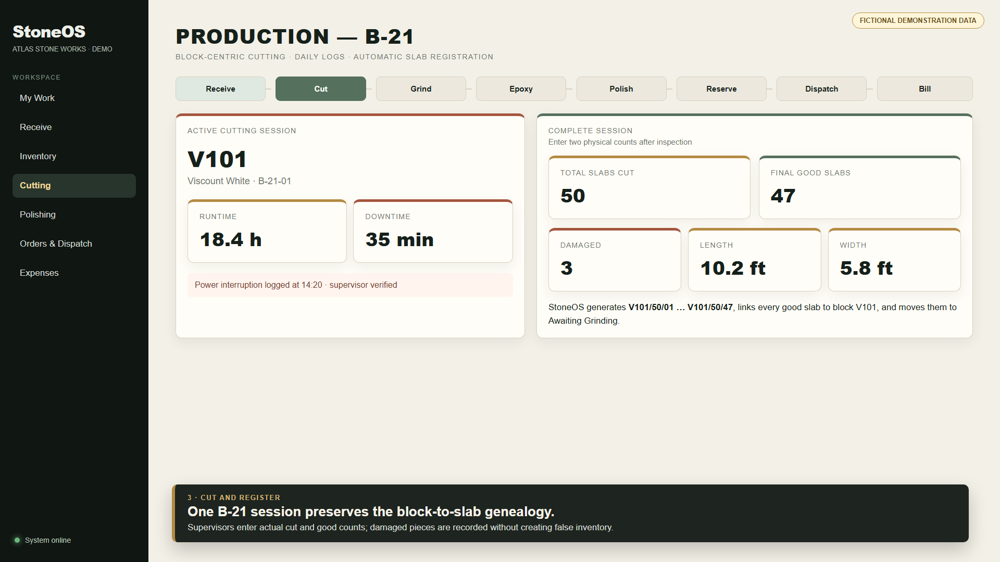 StoneOS
ATLAS STONE WORKS · DEMO
WORKSPACE
My Work
Receive
Inventory
Cutting
Polishing
Orders & Dispatch
Expenses
System online
FICTIONAL DEMONSTRATION DATA
PRODUCTION — B-21
BLOCK-CENTRIC CUTTING · DAILY LOGS · AUTOMATIC SLAB REGISTRATION
Receive
Cut
Grind
Epoxy
Polish
Reserve
Dispatch
Bill
ACTIVE CUTTING SESSION
V101
Viscount White · B-21-01
RUNTIME
18.4 h
DOWNTIME
35 min
Power interruption logged at 14:20 · supervisor verified
COMPLETE SESSION
Enter two physical counts after inspection
TOTAL SLABS CUT
50
FINAL GOOD SLABS
47
DAMAGED
3
LENGTH
10.2 ft
WIDTH
5.8 ft
StoneOS generates V101/50/01 … V101/50/47, links every good slab to block V101, and moves them to
Awaiting Grinding.
3 · CUT AND REGISTER
One B-21 session preserves the block-to-slab genealogy.
Supervisors enter actual cut and good counts; damaged pieces are recorded without creating false inventory.